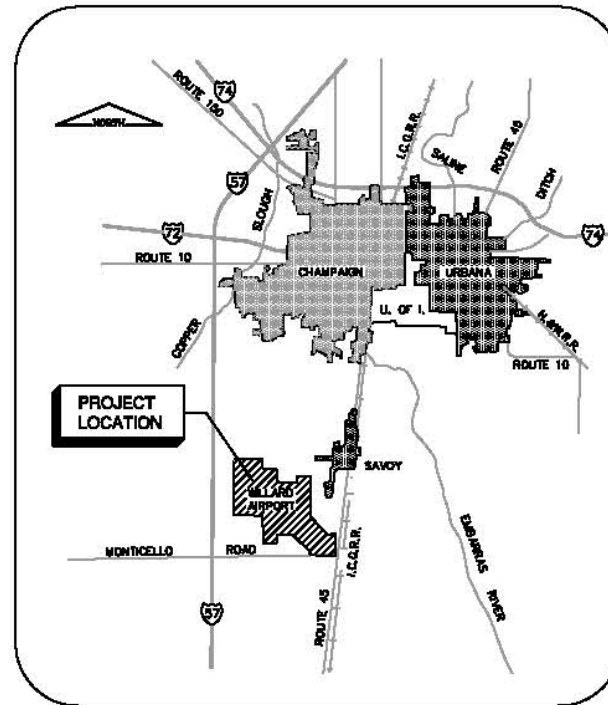 74
ROUTE 150
I.C.G.R.R.
ROUTE 45
NORTH
57
SLOUGH
SALINE
DITCH
72
74
ROUTE 10
CHAMPAIGN
URBANA
U. OF I.
COPPER
N.&W.R.R.
ROUTE 10
PROJECT
LOCATION
SAVOY
WILLARD
AIRPORT
EMBARRAS
RIVER
MONTICELLO ROAD
I.C.G.R.R.
57
ROUTE 45